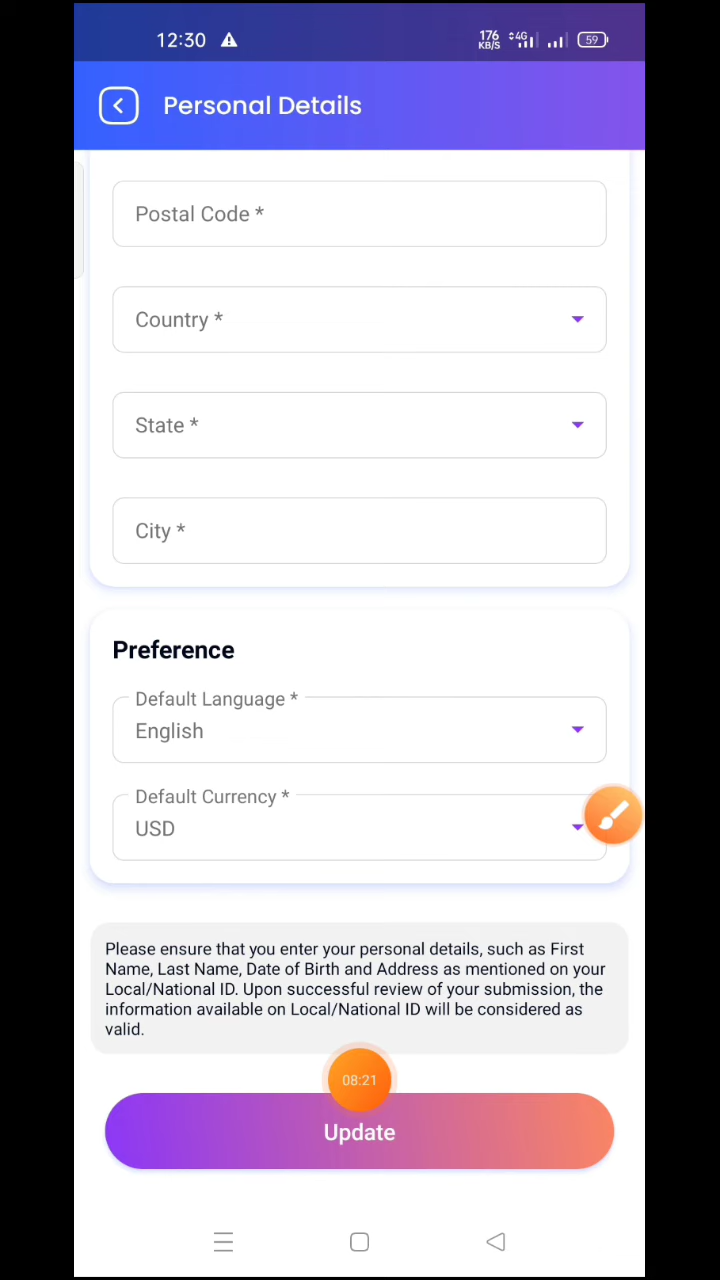 12:30
176
KB/S
4G
59
Personal Details
Postal Code *
Country *
State *
City *
Preference
Default Language *
English
Default Currency *
USD
Please ensure that you enter your personal details, such as First
Name, Last Name, Date of Birth and Address as mentioned on your
Local/National ID. Upon successful review of your submission, the
information available on Local/National ID will be considered as
valid.
08:21
Update